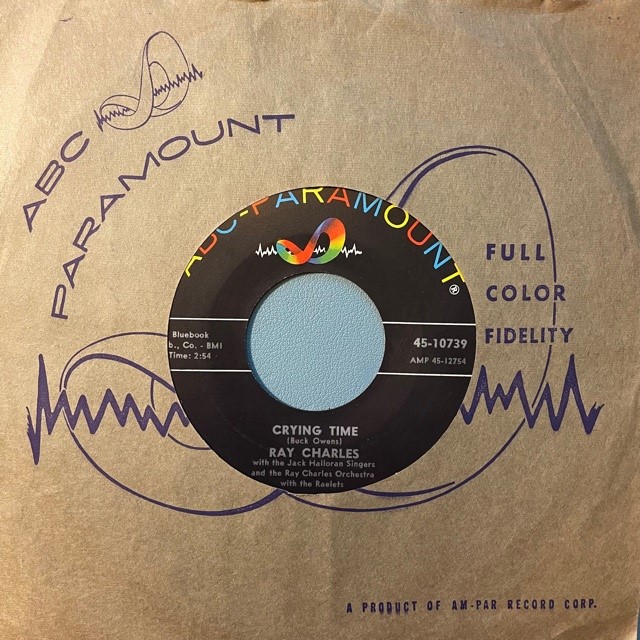 ABC
PARAMOUNT
FULL
COLOR
FIDELITY
ABC-PARAMOUNT
®
Bluebook
b., Co. - BMI
Time: 2:54
45-10739
AMP 45-12754
CRYING TIME
(Buck Owens)
RAY CHARLES
with the Jack Halloran Singers
and the Ray Charles Orchestra
with the Raelets
A PRODUCT OF AM-PAR RECORD CORP.